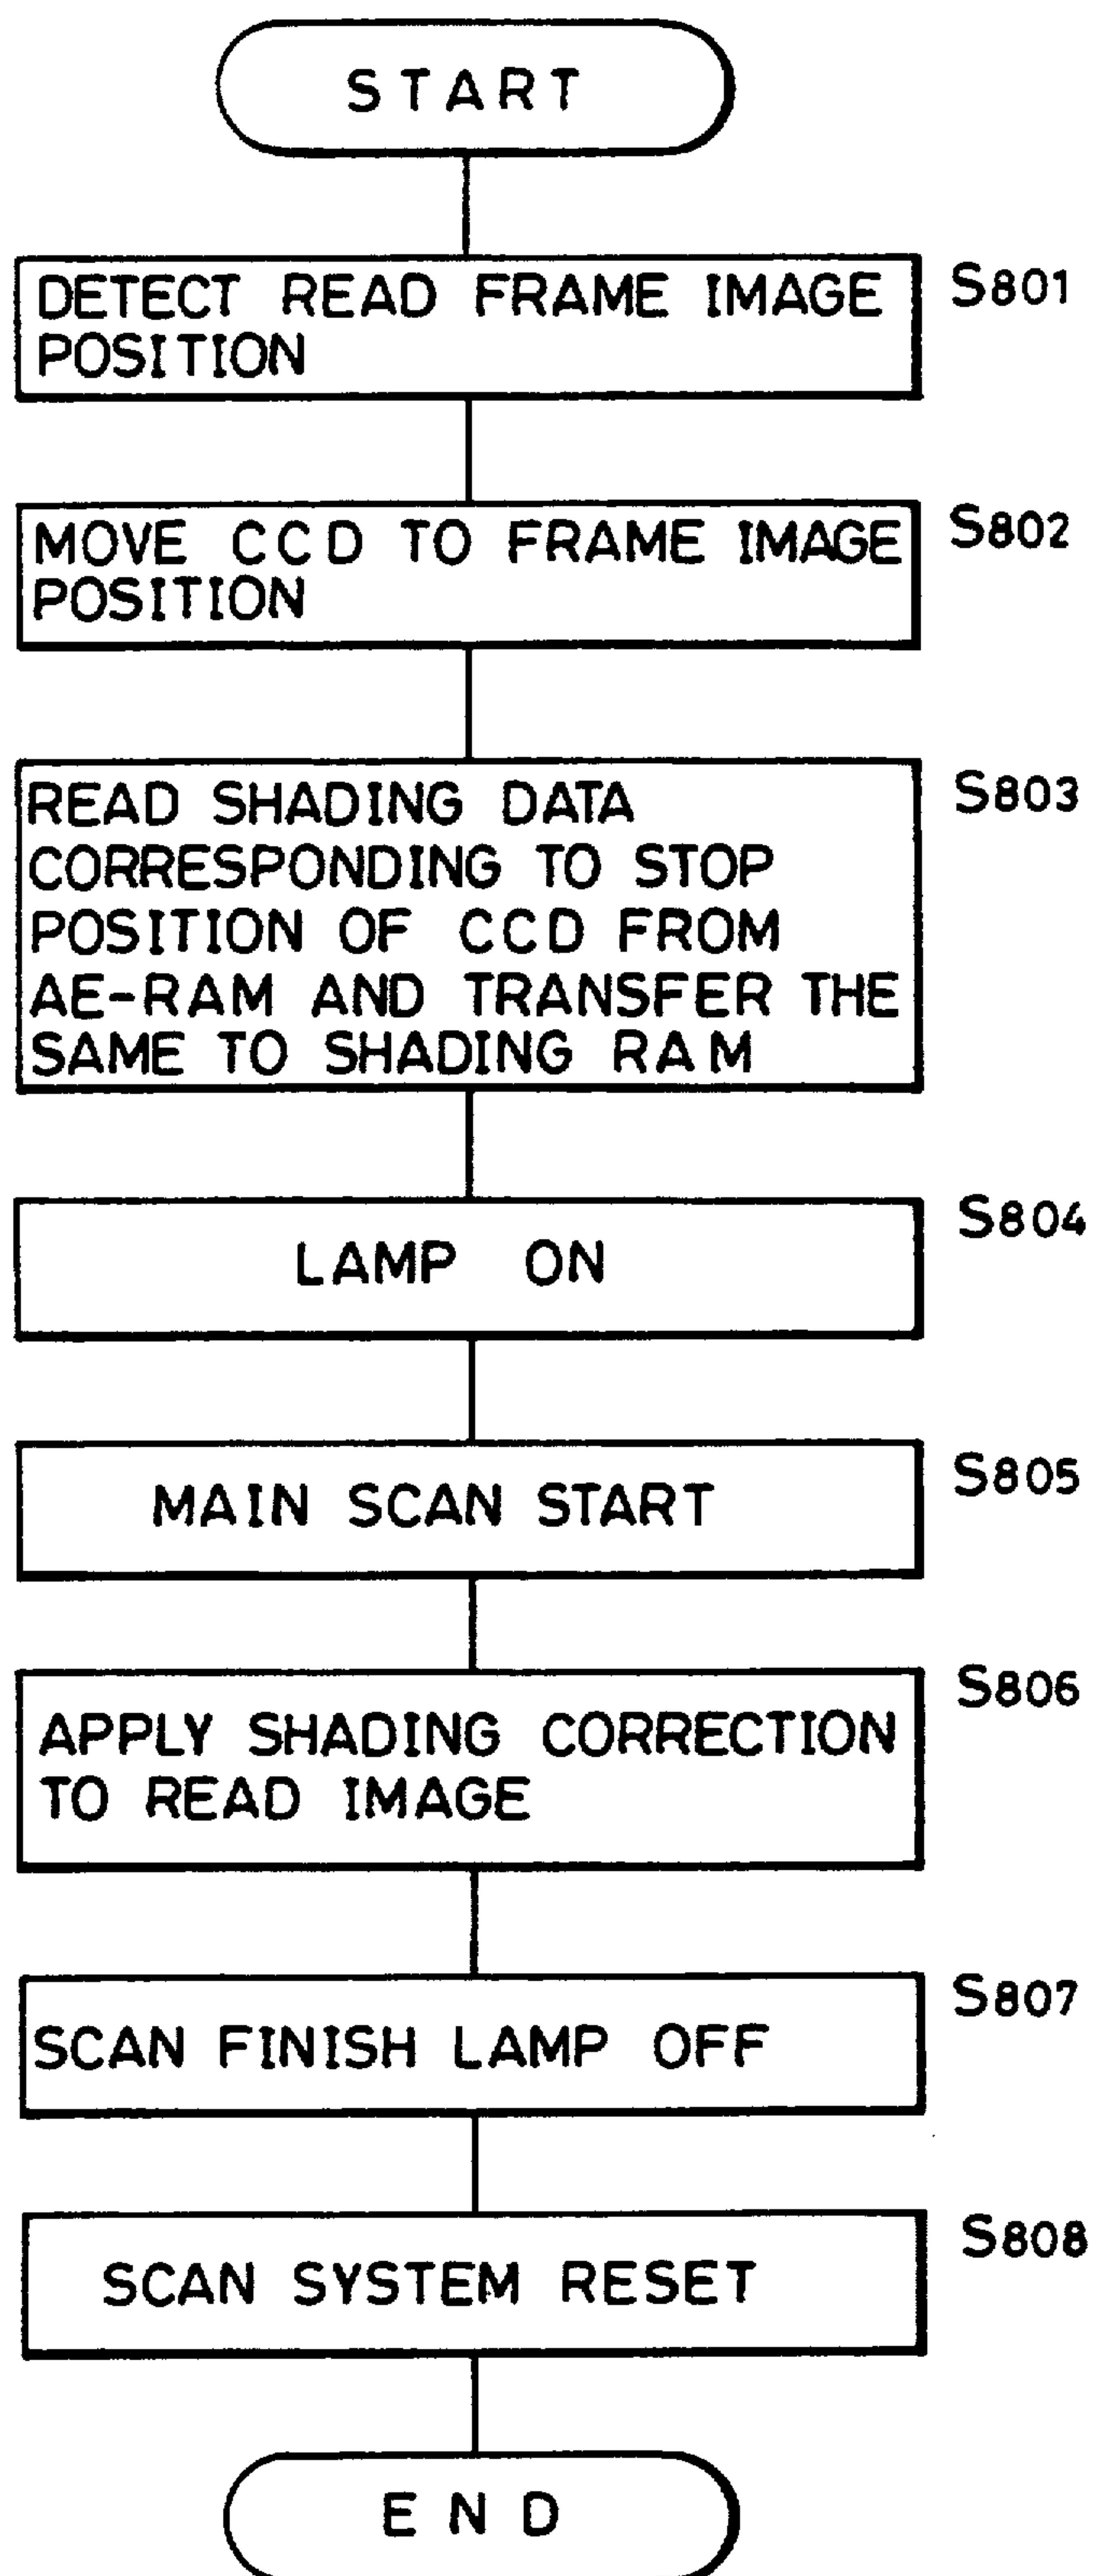 START
DETECT READ FRAME IMAGE
POSITION
S801
MOVE CCD TO FRAME IMAGE
POSITION
S802
READ SHADING DATA
CORRESPONDING TO STOP
POSITION OF CCD FROM
AE-RAM AND TRANSFER THE
SAME TO SHADING RAM
S803
LAMP ON
S804
MAIN SCAN START
S805
APPLY SHADING CORRECTION
TO READ IMAGE
S806
SCAN FINISH LAMP OFF
S807
SCAN SYSTEM RESET
S808
END